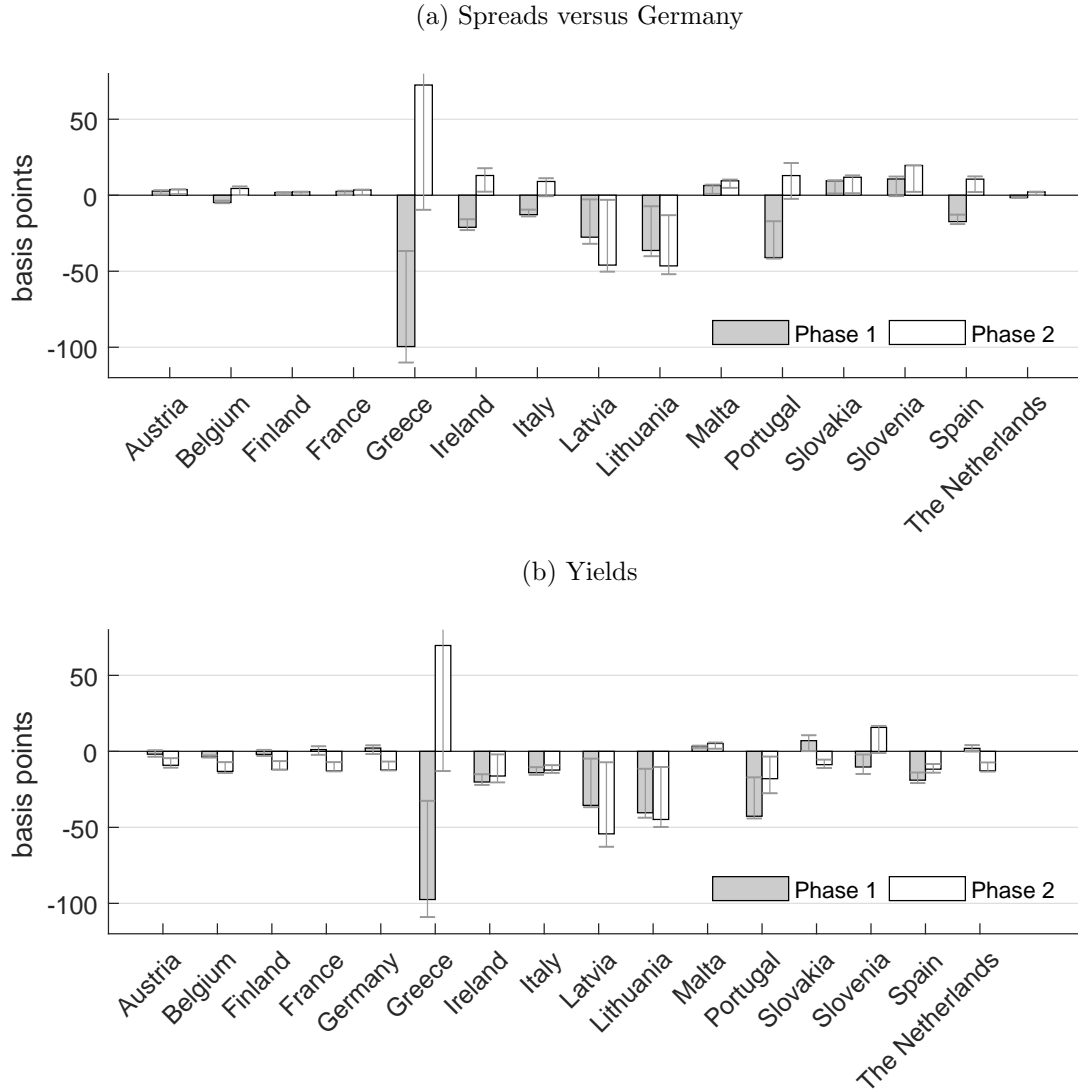 (a) Spreads versus Germany
50
0
-50
-100
basis points
Phase 1
Phase 2
Austria
Belgium
Finland
France
Greece
Ireland
Italy
Latvia
Lithuania
Malta
Portugal
Slovakia
Slovenia
Spain
The Netherlands
(b) Yields
50
0
-50
-100
basis points
Phase 1
Phase 2
Austria
Belgium
Finland
France
Germany
Greece
Ireland
Italy
Latvia
Lithuania
Malta
Portugal
Slovakia
Slovenia
Spain
The Netherlands